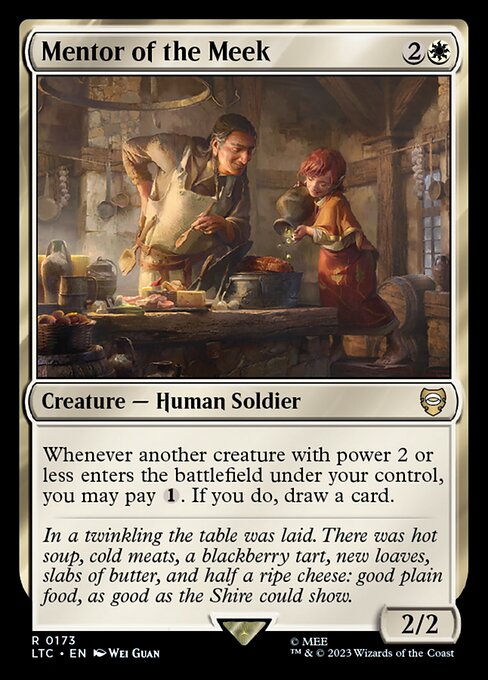 Mentor of the Meek 2
Creature — Human Soldier
Whenever another creature with power 2 or
less enters the battlefield under your control,
you may pay 1. If you do, draw a card.
In a twinkling the table was laid. There was hot
soup, cold meats, a blackberry tart, new loaves,
slabs of butter, and half a ripe cheese: good plain
food, as good as the Shire could show.
2/2
R 0173
LTC • EN Wei Guan
© MEE
™ & © 2023 Wizards of the Coast